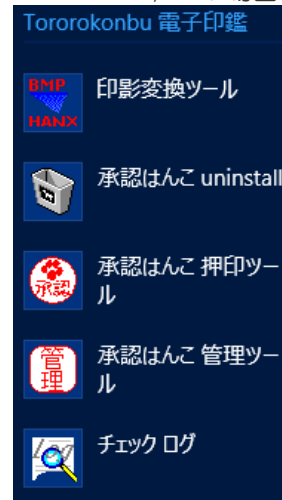 Tororokonbu 電子印鑑
BMP
HANX
印影変換ツール
承認はんこ uninstall
承認
承認はんこ 押印ツー
ル
管
理
承認はんこ 管理ツー
ル
チェック ログ